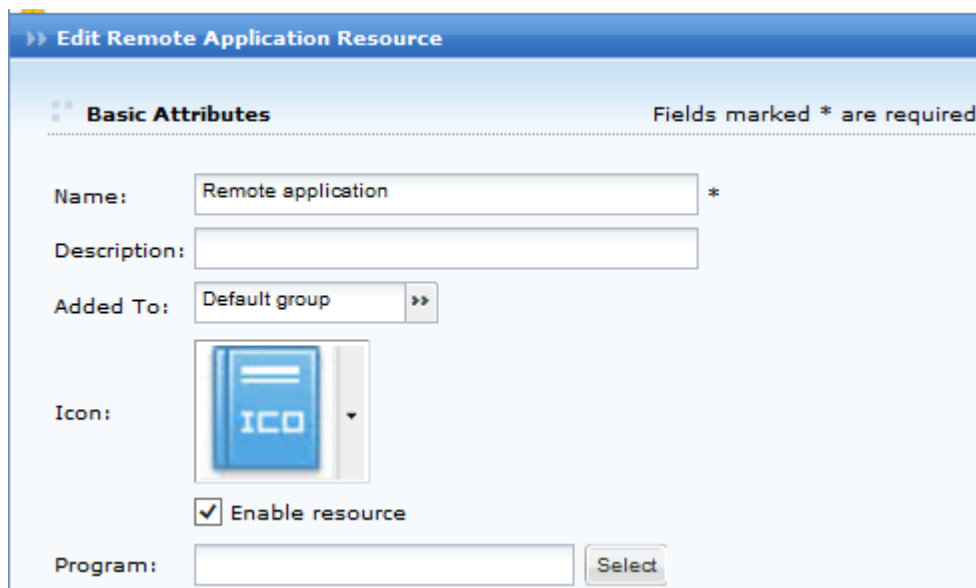 Edit Remote Application Resource
Basic Attributes Fields marked * are required
Name: Remote application *
Description:
Added To: Default group
Icon: ICO
Enable resource
Program: Select